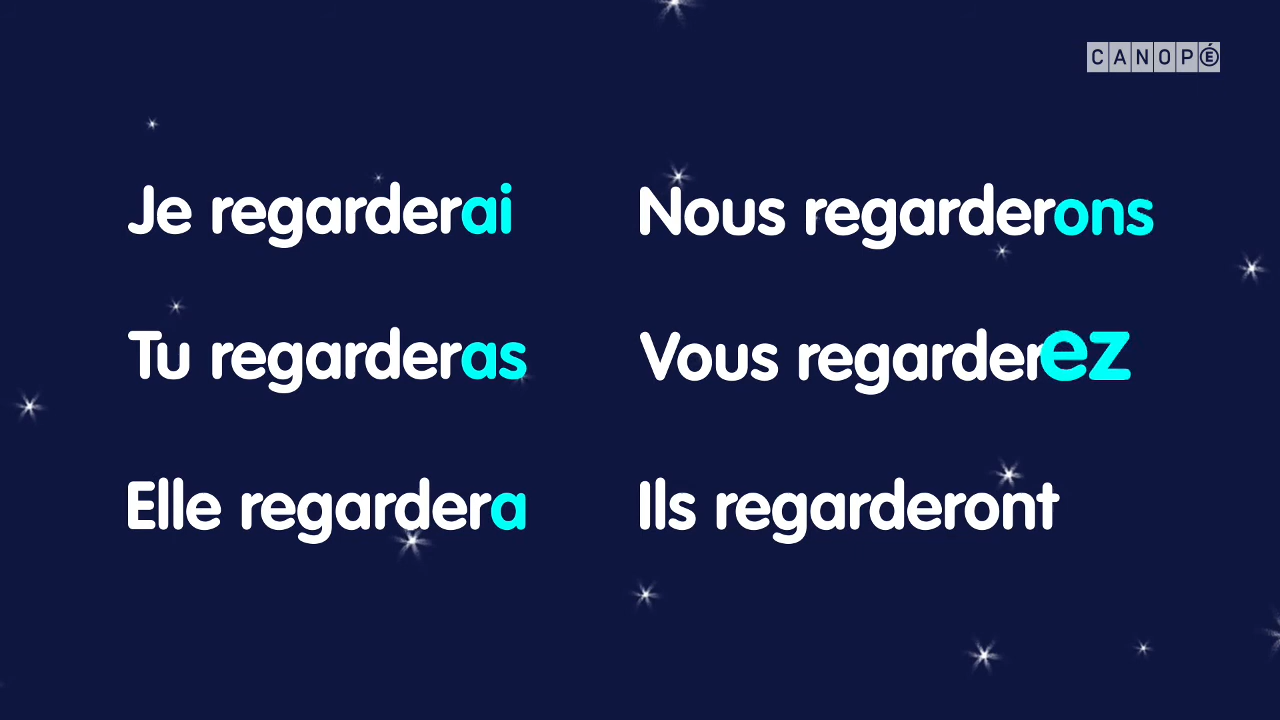 CANOPÉ
Je regarderai
Tu regarderas
Elle regardera
Nous regarderons
Vous regarderez
Ils regarderont